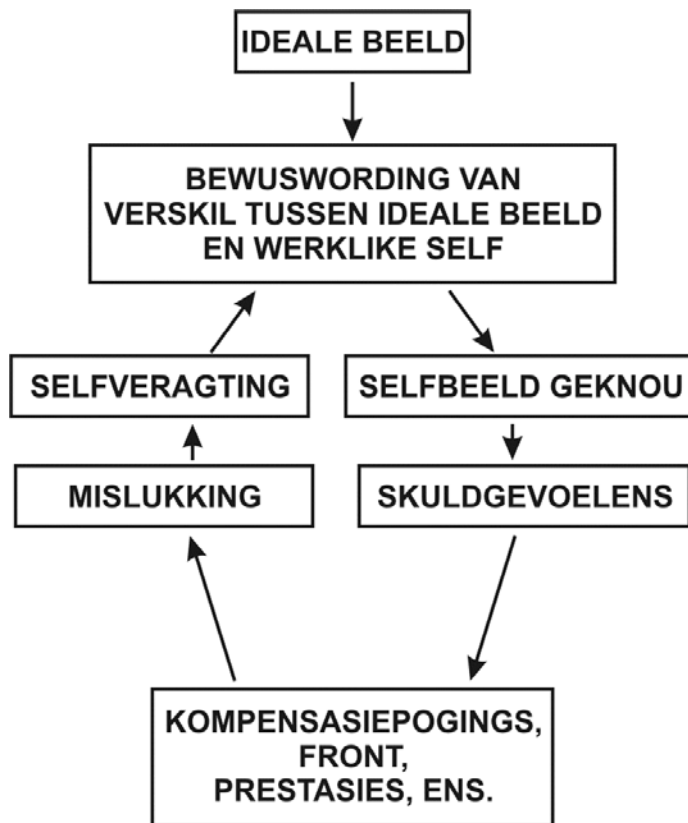 IDEALE BEELD
BEWUSWORDING VAN
VERSKIL TUSSEN IDEALE BEELD
EN WERKLIKE SELF
SELFVERAGTING
SELFBEELD GEKNOU
MISLUKKING
SKULDGEVOELENS
KOMPENSASIEPOGINGS,
FRONT,
PRESTASIES, ENS.